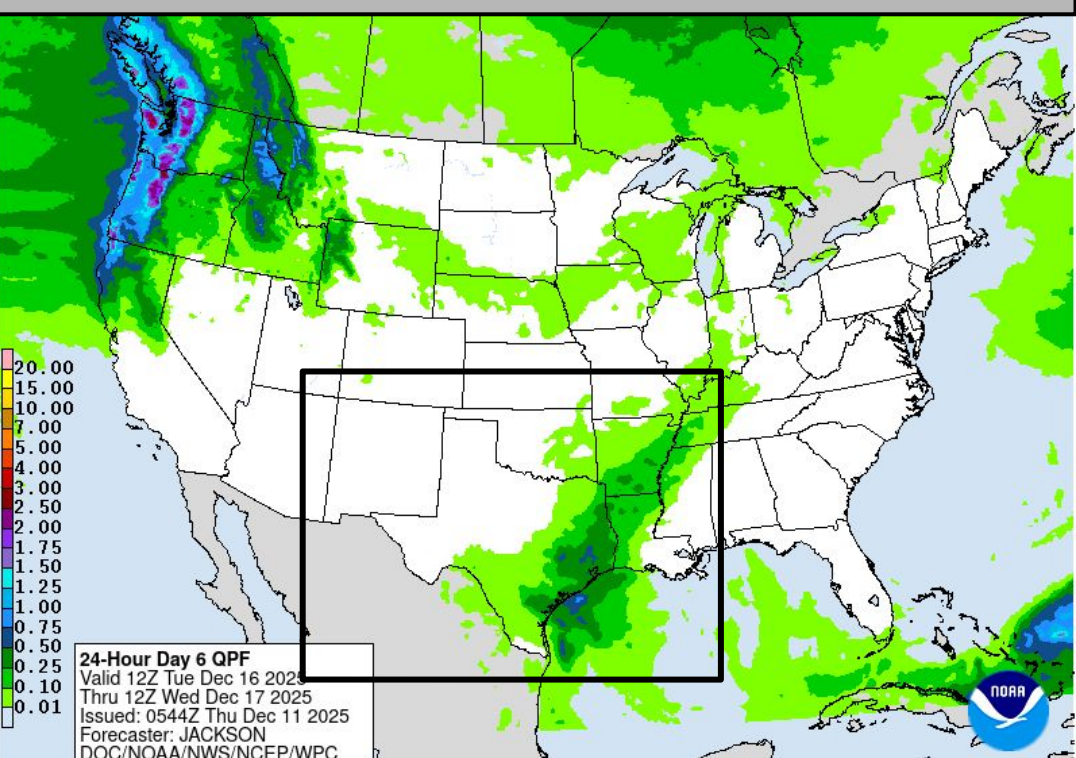 20.00
15.00
10.00
7.00
5.00
4.00
3.00
2.50
2.00
1.75
1.50
1.25
1.00
0.75
0.50
0.25
0.10
0.01
24-Hour Day 6 QPF
Valid 12Z Tue Dec 16 2025
Thru 12Z Wed Dec 17 2025
Issued: 0544Z Thu Dec 11 2025
Forecaster: JACKSON
DOC/NOAA/NWS/NCEP/WPC
NOAA